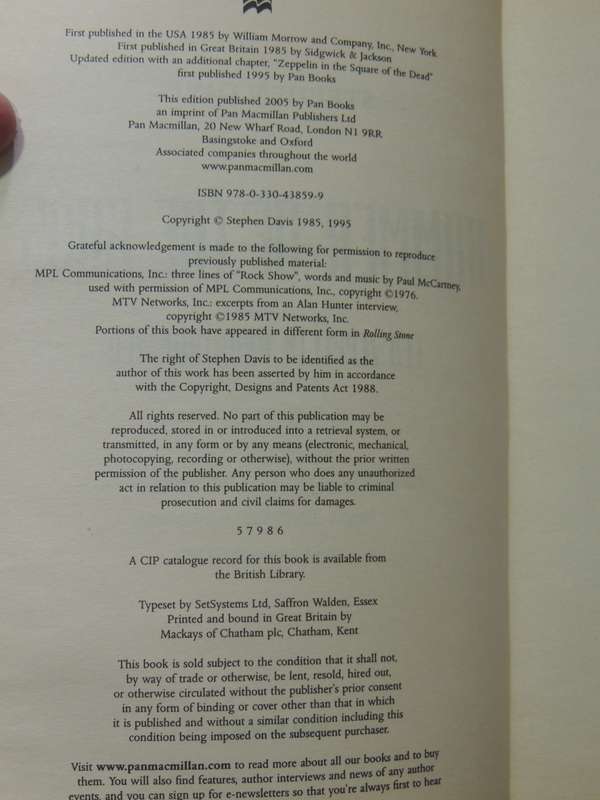 First published in the USA 1985 by William Morrow and Company, Inc., New York
First published in Great Britain 1985 by Sidgwick & Jackson
Updated edition with an additional chapter, "Zeppelin in the Square of the Dead"
first published 1995 by Pan Books
This edition published 2005 by Pan Books
an imprint of Pan Macmillan Publishers Ltd
Pan Macmillan, 20 New Wharf Road, London N1 9RR
Basingstoke and Oxford
Associated companies throughout the world
www.panmacmillan.com
ISBN 978-0-330-43859-9
Copyright © Stephen Davis 1985, 1995
Grateful acknowledgement is made to the following for permission to reproduce
previously published material:
MPL Communications, Inc.: three lines of "Rock Show", words and music by Paul McCartney,
used with permission of MPL Communications, Inc., copyright ©1976.
MTV Networks, Inc.: excerpts from an Alan Hunter interview,
copyright ©1985 MTV Networks, Inc.
Portions of this book have appeared in different form in Rolling Stone
The right of Stephen Davis to be identified as the
author of this work has been asserted by him in accordance
with the Copyright, Designs and Patents Act 1988.
All rights reserved. No part of this publication may be
reproduced, stored in or introduced into a retrieval system, or
transmitted, in any form or by any means (electronic, mechanical,
photocopying, recording or otherwise), without the prior written
permission of the publisher. Any person who does any unauthorized
act in relation to this publication may be liable to criminal
prosecution and civil claims for damages.
5 7 9 8 6
A CIP catalogue record for this book is available from
the British Library.
Typeset by SetSystems Ltd, Saffron Walden, Essex
Printed and bound in Great Britain by
Mackays of Chatham plc, Chatham, Kent
This book is sold subject to the condition that it shall not,
by way of trade or otherwise, be lent, resold, hired out,
or otherwise circulated without the publisher's prior consent
in any form of binding or cover other than that in which
it is published and without a similar condition including this
condition being imposed on the subsequent purchaser.
Visit www.panmacmillan.com to read more about all our books and to buy
them. You will also find features, author interviews and news of any author
events, and you can sign up for e-newsletters so that you're always first to hear